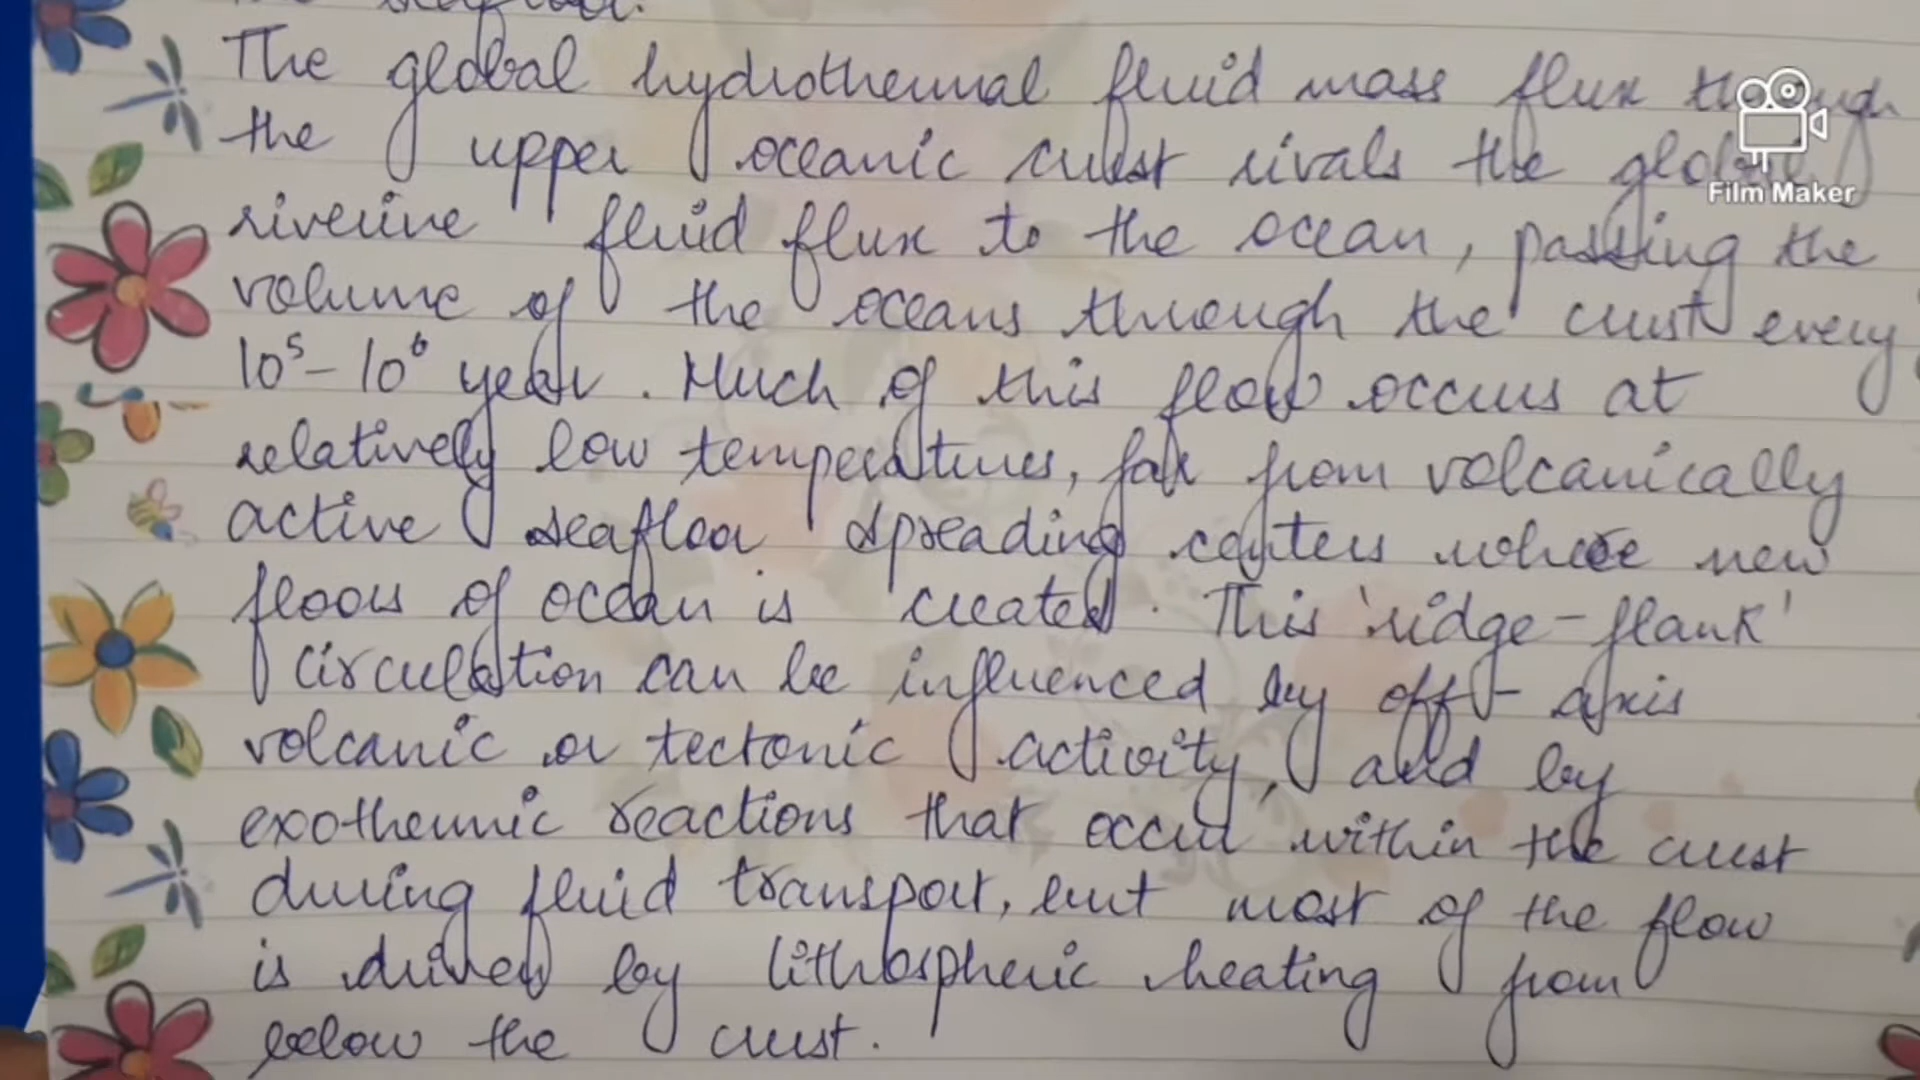 the seafloor.
The global hydrothermal fluid mass flux through
the upper oceanic crust rivals the global
riverine fluid flux to the ocean, passing the
volume of the oceans through the crust every
10⁵ – 10⁶ year. Much of this flow occurs at
relatively low temperatures, far from volcanically
active seafloor spreading centers where new
floors of ocean is created. This 'ridge-flank'
circulation can be influenced by off-axis
volcanic or tectonic activity, and by
exothermic reactions that occur within the crust
during fluid transport, but most of the flow
is driven by lithospheric heating from
below the crust.
Film Maker